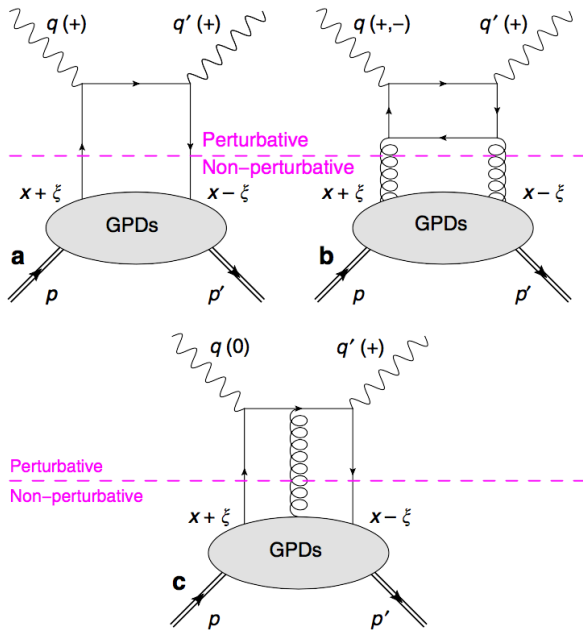 q (+) q′ (+) q (+,−) q′ (+)
Perturbative
Non−perturbative
x + ξ x − ξ x + ξ x − ξ
GPDs GPDs
a b
p p′ p p′
q (0) q′ (+)
Perturbative
Non−perturbative
x + ξ x − ξ
GPDs
c
p p′